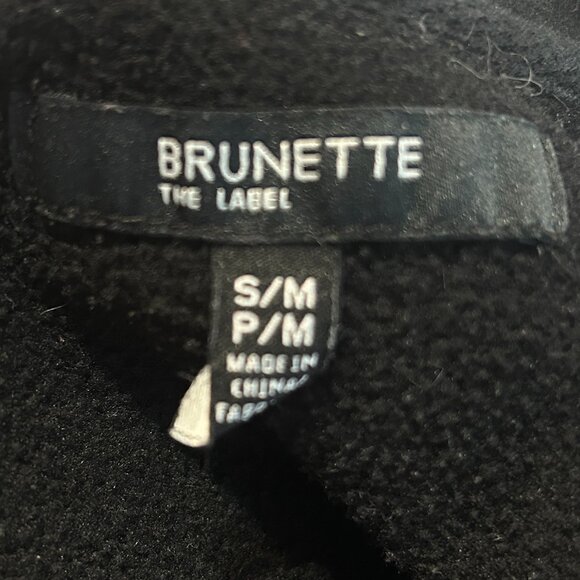 BRUNETTE
THE LABEL
S/M
P/M
MADE IN
CHINA